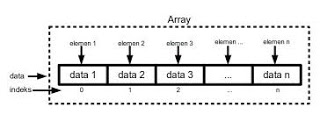 Array
elemen 1 elemen 2 elemen 3 elemen ... elemen n
data data 1 data 2 data 3 ... data n
indeks 0 1 2 ... n